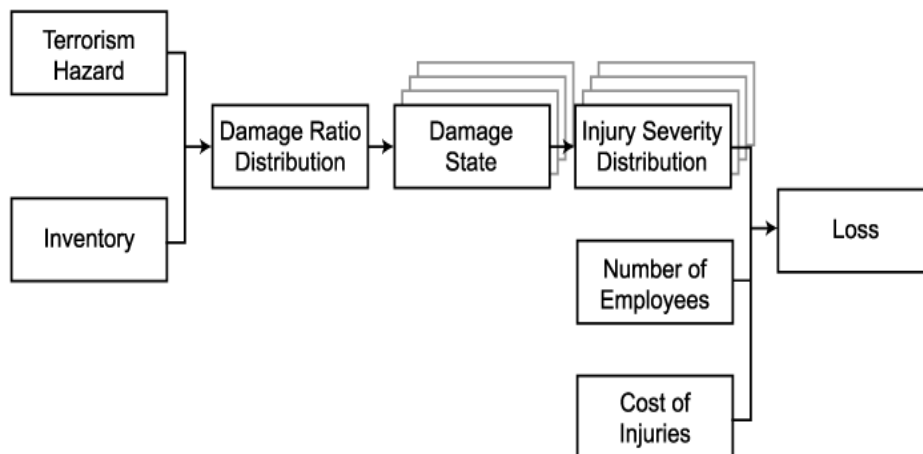 Terrorism
Hazard
Inventory
Damage Ratio
Distribution
Damage
State
Injury Severity
Distribution
Number of
Employees
Cost of
Injuries
Loss